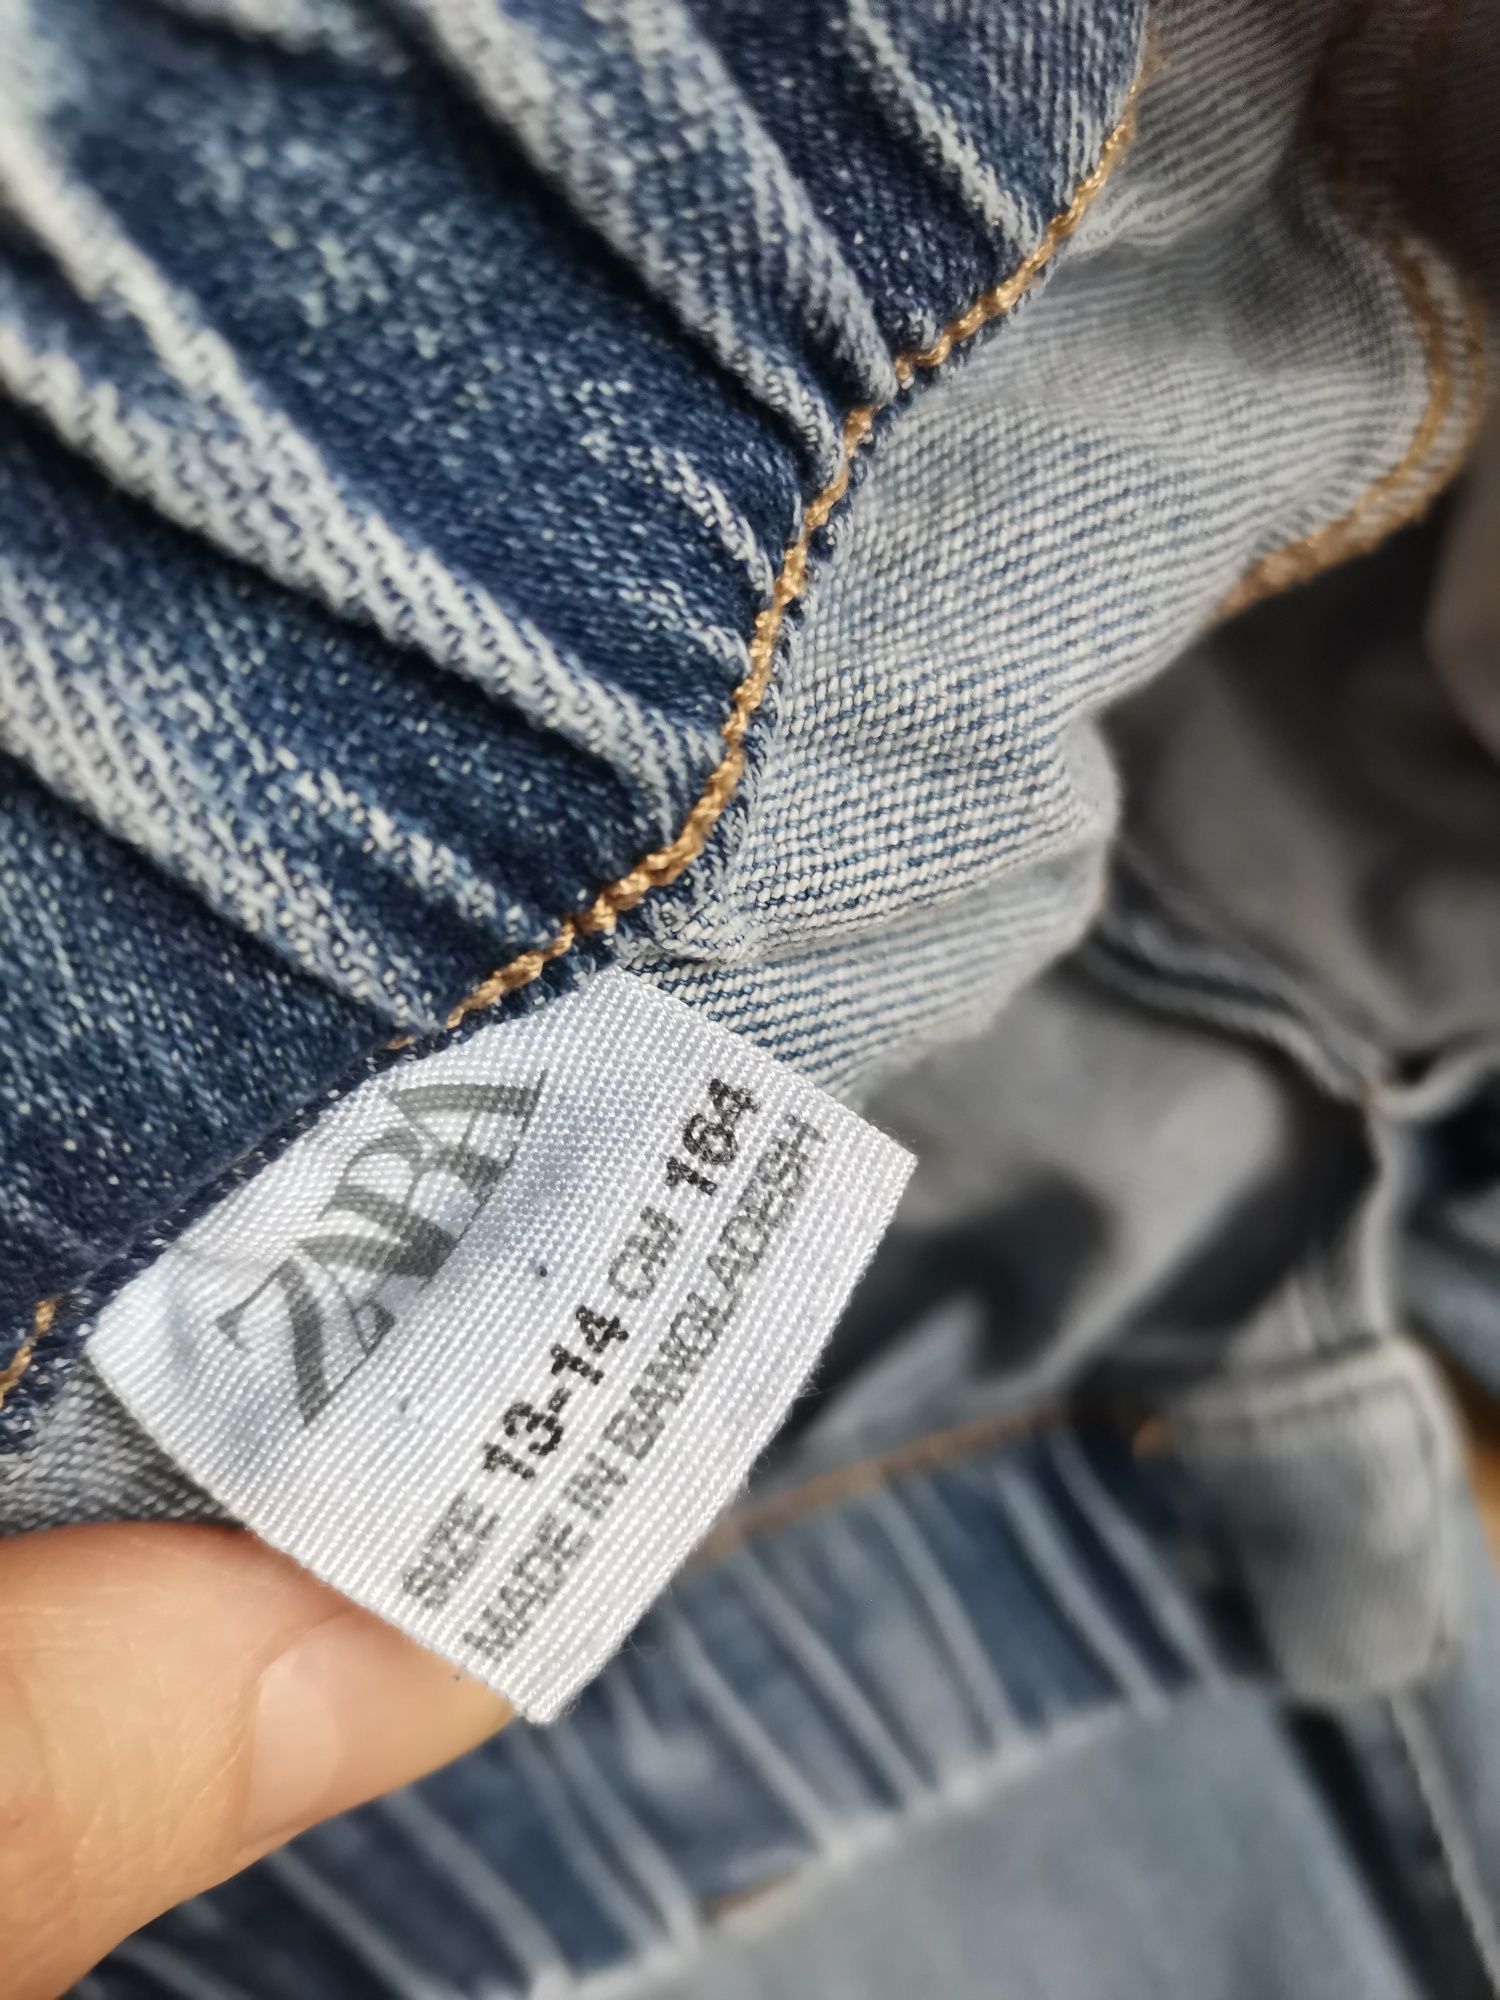 ZARA
SIZE 13-14 CM 164
MADE IN BANGLADESH